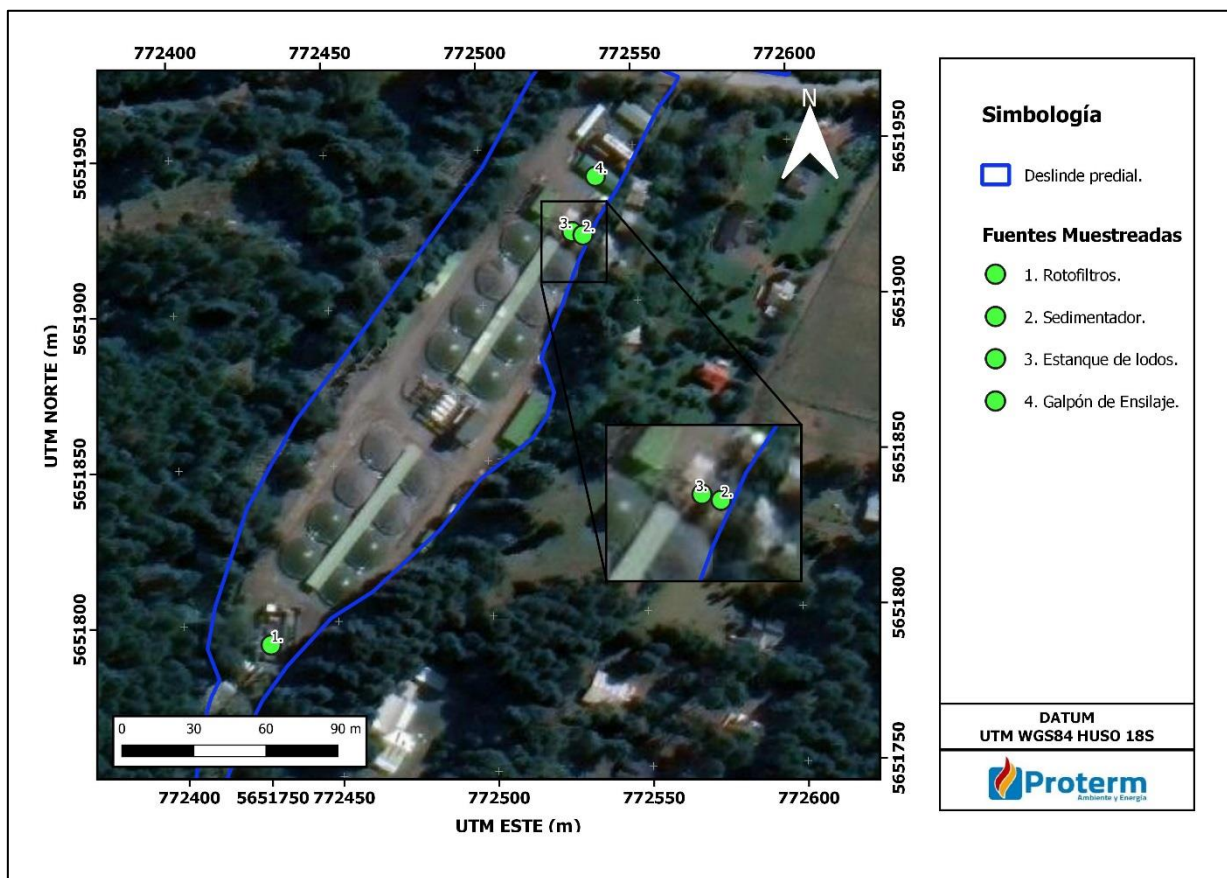 772400
772450
772500
772550
772600
5651950
5651900
5651850
5651800
UTM NORTE (m)
5651950
5651900
5651850
5651800
5651750
N
4.
3.
2.
3.
2.
1.
0 30 60 90 m
772400
5651750
772450
772500
772550
772600
UTM ESTE (m)
Simbología
Deslinde predial.
Fuentes Muestreadas
1. Rotofiltros.
2. Sedimentador.
3. Estanque de lodos.
4. Galpón de Ensilaje.
DATUM
UTM WGS84 HUSO 18S
Proterm
Ambiente y Energía